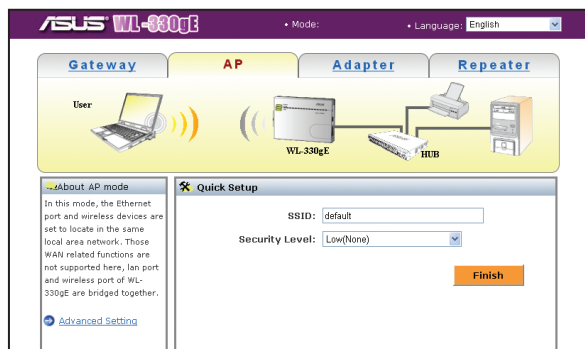 ASUS WL-330gE • Mode: • Language: English
Gateway AP Adapter Repeater
User
WL-330gE
HUB
About AP mode
In this mode, the Ethernet
port and wireless devices are
set to locate in the same
local area network. Those
WAN related functions are
not supported here, lan port
and wireless port of WL-
330gE are bridged together.
Advanced Setting
Quick Setup
SSID: default
Security Level: Low(None)
Finish